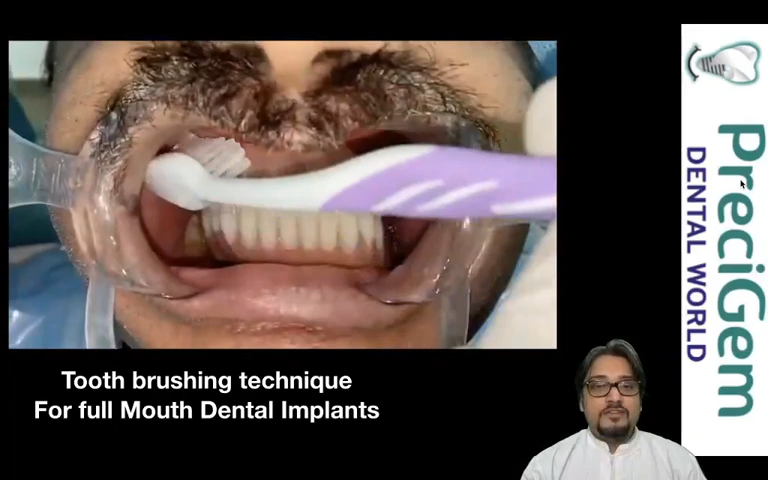 Tooth brushing technique
For full Mouth Dental Implants
PreciGem
DENTAL WORLD